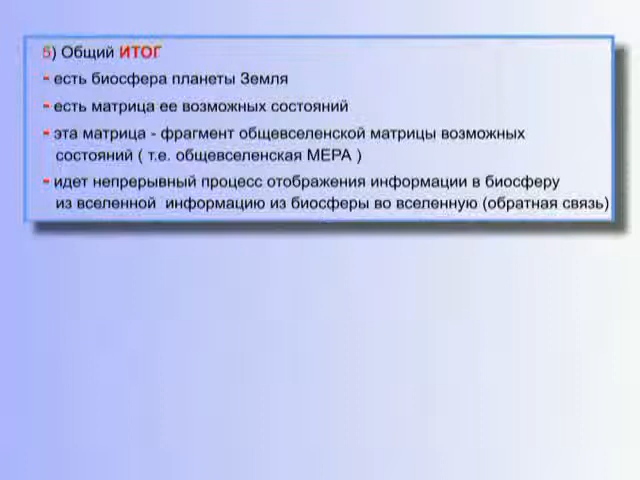 5) Общий ИТОГ
- есть биосфера планеты Земля
- есть матрица ее возможных состояний
- эта матрица - фрагмент общевселенской матрицы возможных
состояний ( т.е. общевселенская МЕРА )
- идет непрерывный процесс отображения информации в биосферу
из вселенной информацию из биосферы во вселенную (обратная связь)